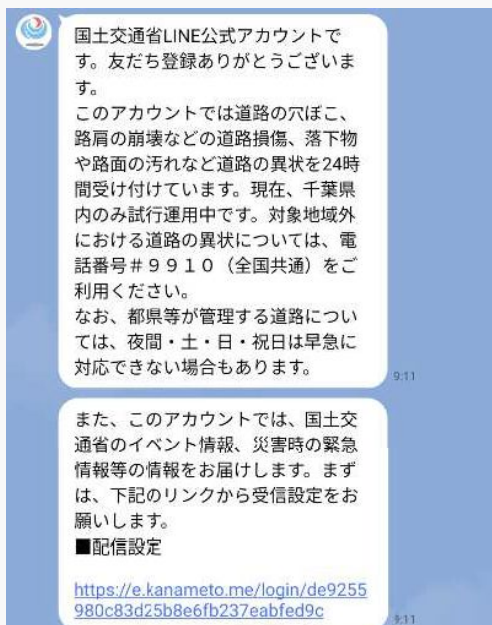 国土交通省LINE公式アカウントで
す。友だち登録ありがとうございま
す。
このアカウントでは道路の穴ぼこ、
路肩の崩壊などの道路損傷、落下物
や路面の汚れなど道路の異状を24時
間受け付けています。現在、千葉県
内のみ試行運用中です。対象地域外
における道路の異状については、電
話番号＃９９１０（全国共通）をご
利用ください。
なお、都県等が管理する道路につい
ては、夜間・土・日・祝日は早急に
対応できない場合もあります。
9:11
また、このアカウントでは、国土交
通省のイベント情報、災害時の緊急
情報等の情報をお届けします。まず
は、下記のリンクから受信設定をお
願いします。
■配信設定
https://e.kanameto.me/login/de9255
980c83d25b8e6fb237eabfed9c
9:11